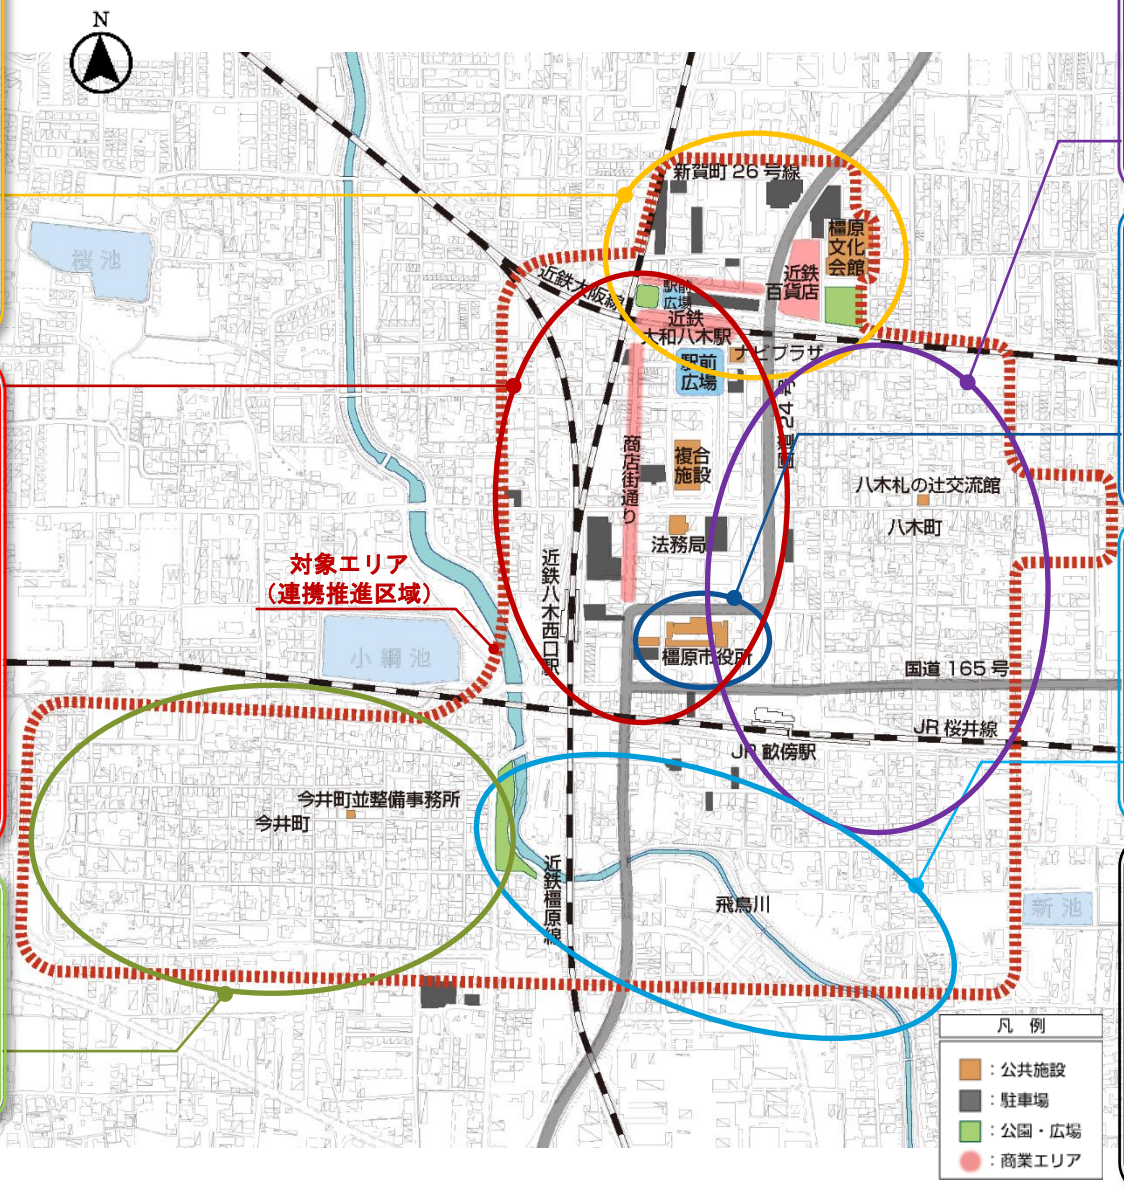 N
新賀町26号線
橿原
文化
会館
桜池
近鉄大阪線
駅前
広場
近鉄
百貨店
近鉄
大和八木駅
ナビプラザ
駅前
広場
国道24号
商店街通り
複合
施設
八木札の辻交流館
八木町
法務局
対象エリア
（連携推進区域）
近鉄八木西口駅
小綱池
橿原市役所
国道165号
JR桜井線
JR畝傍駅
今井町並整備事務所
今井町
近鉄橿原線
飛鳥川
新池
凡例
：公共施設
：駐車場
：公園・広場
：商業エリア